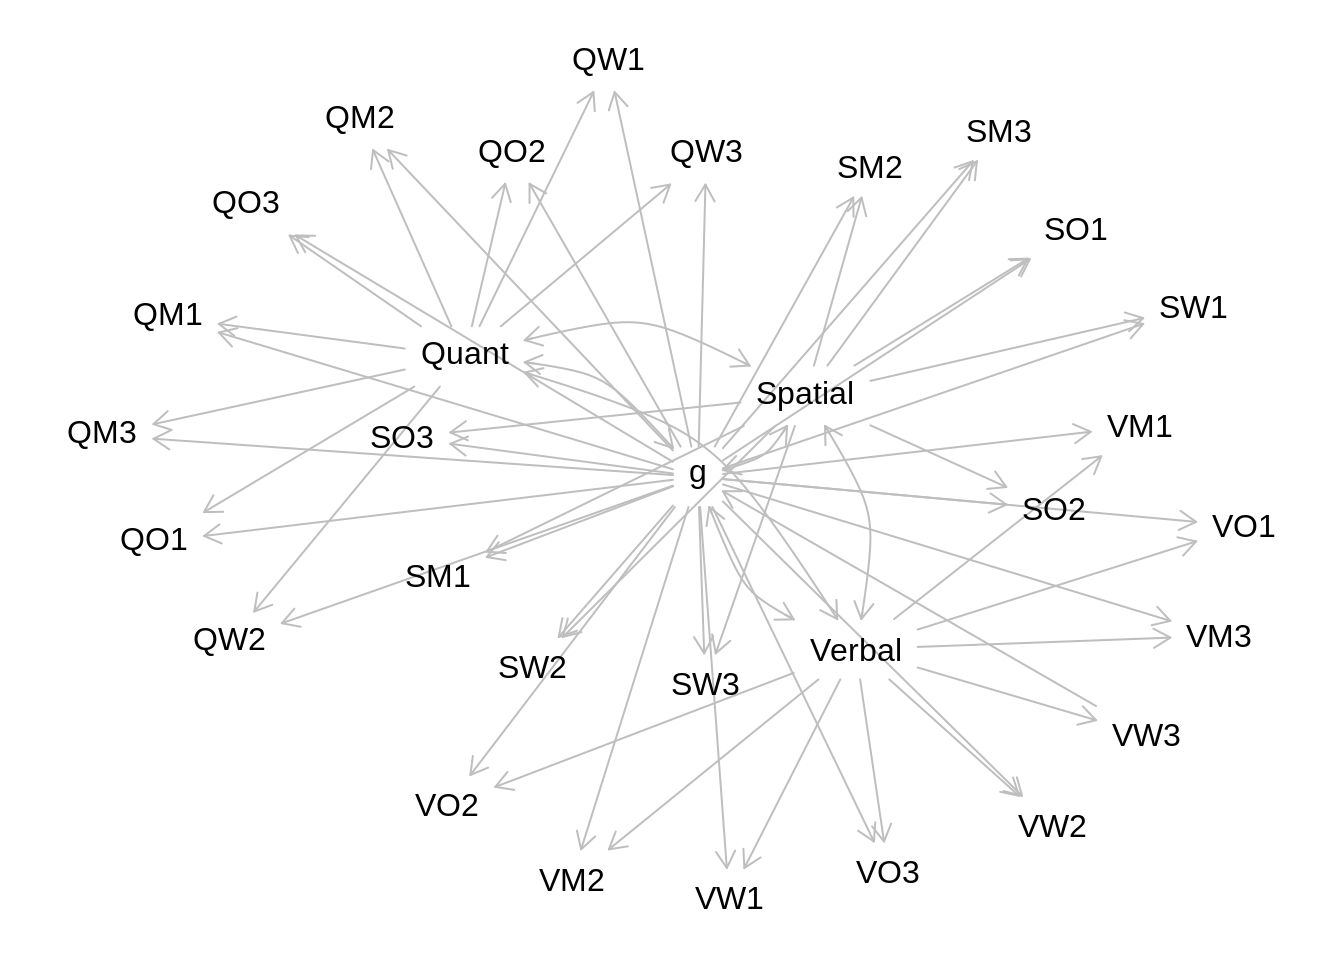 QW1
QM2
SM3
QO2
QW3
SM2
QO3
SO1
QM1
SW1
Quant
Spatial
VM1
QM3
SO3
g
SO2
VO1
QO1
SM1
QW2
VM3
Verbal
SW2
SW3
VW3
VO2
VW2
VO3
VM2
VW1